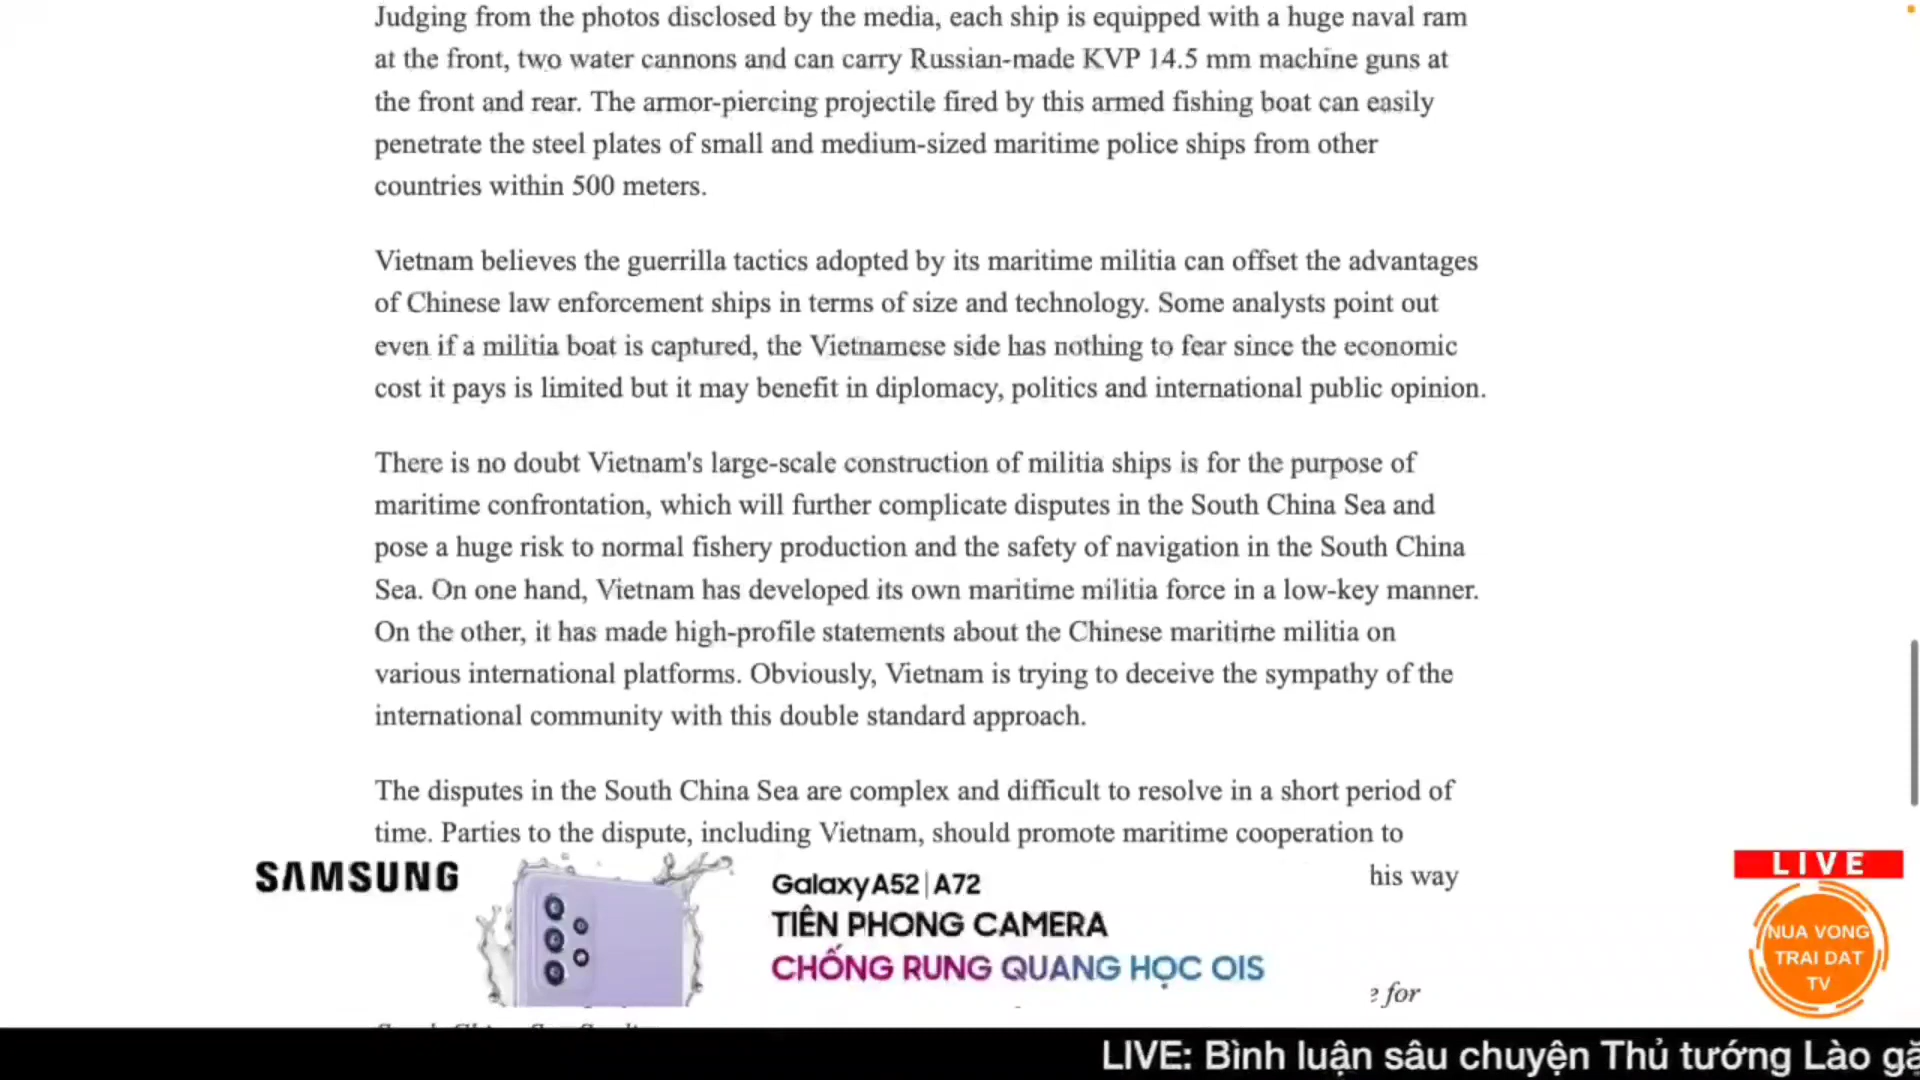 Judging from the photos disclosed by the media, each ship is equipped with a huge naval ram
at the front, two water cannons and can carry Russian-made KVP 14.5 mm machine guns at
the front and rear. The armor-piercing projectile fired by this armed fishing boat can easily
penetrate the steel plates of small and medium-sized maritime police ships from other
countries within 500 meters.
Vietnam believes the guerrilla tactics adopted by its maritime militia can offset the advantages
of Chinese law enforcement ships in terms of size and technology. Some analysts point out
even if a militia boat is captured, the Vietnamese side has nothing to fear since the economic
cost it pays is limited but it may benefit in diplomacy, politics and international public opinion.
There is no doubt Vietnam's large-scale construction of militia ships is for the purpose of
maritime confrontation, which will further complicate disputes in the South China Sea and
pose a huge risk to normal fishery production and the safety of navigation in the South China
Sea. On one hand, Vietnam has developed its own maritime militia force in a low-key manner.
On the other, it has made high-profile statements about the Chinese maritime militia on
various international platforms. Obviously, Vietnam is trying to deceive the sympathy of the
international community with this double standard approach.
The disputes in the South China Sea are complex and difficult to resolve in a short period of
time. Parties to the dispute, including Vietnam, should promote maritime cooperation to
his way
for
SAMSUNG
Galaxy A52 | A72
TIÊN PHONG CAMERA
CHỐNG RUNG QUANG HỌC OIS
LIVE
NUA VONG
TRAI DAT
TV
LIVE: Bình luận sâu chuyện Thủ tướng Lào